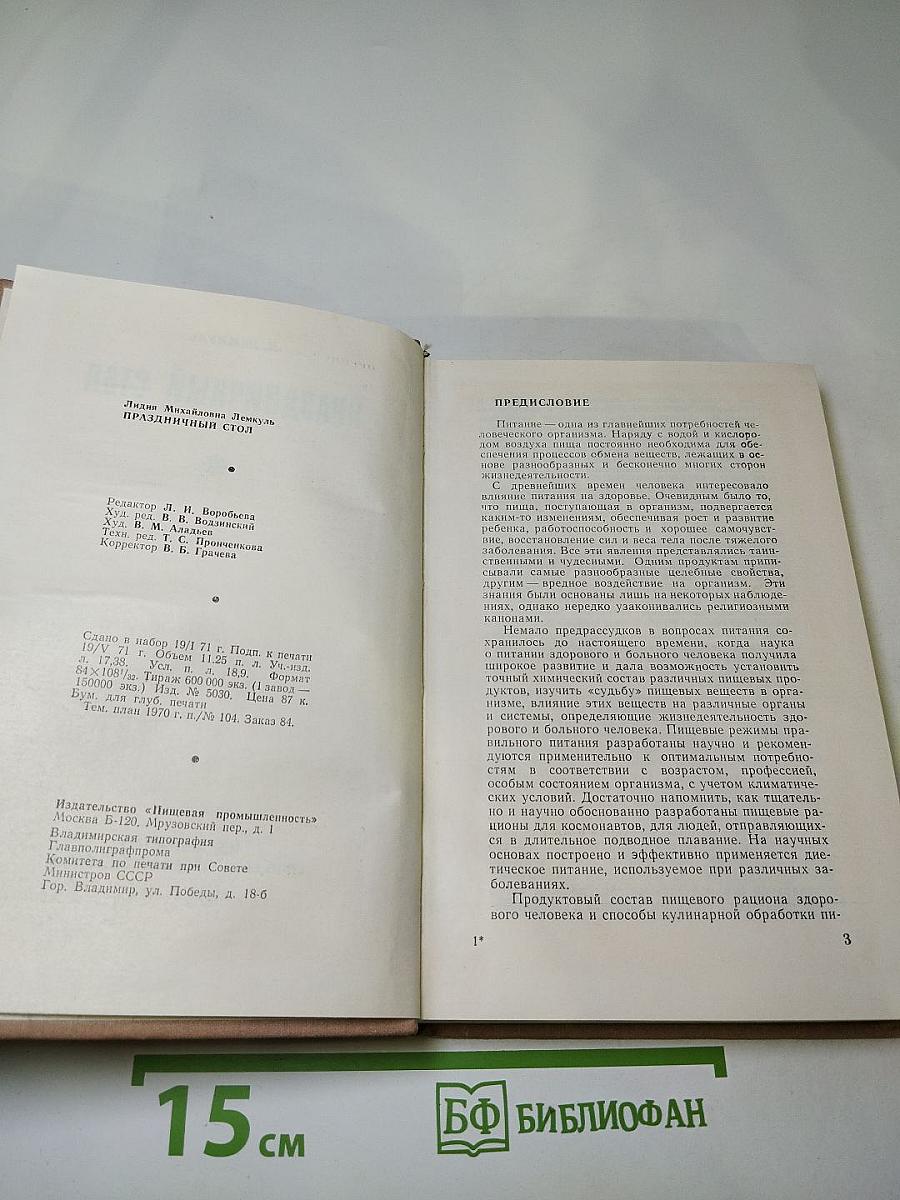 Лидия Михайловна Лемкуль
ПРАЗДНИЧНЫЙ СТОЛ
Редактор Л. И. Воробьева
Худ. ред. В. В. Водзинский
Худ. В. М. Аладьев
Техн. ред. Т. С. Пронченкова
Корректор В. Б. Грачева
Сдано в набор 19/I 71 г. Подп. к печати
19/V 71 г. Объем 11,25 п. л. Уч.-изд.
л. 17,38. Усл. п. л. 18,9. Формат
84×108¹/₃₂. Тираж 600 000 экз. (I завод —
150000 экз.) Изд. № 5030. Цена 87 к.
Бум. для глуб. печати
Тем. план 1970 г. п./№ 104. Заказ 84.
Издательство «Пищевая промышленность»
Москва Б-120, Мрузовский пер., д. 1
Владимирская типография
Главполиграфпрома
Комитета по печати при Совете
Министров СССР
Гор. Владимир, ул. Победы, д. 18-б
ПРЕДИСЛОВИЕ
Питание — одна из главнейших потребностей че-
ловеческого организма. Наряду с водой и кислоро-
дом воздуха пища постоянно необходима для обе-
спечения процессов обмена веществ, лежащих в ос-
нове разнообразных и бесконечно многих сторон
жизнедеятельности.
С древнейших времен человека интересовало
влияние питания на здоровье. Очевидным было то,
что пища, поступающая в организм, подвергается
каким-то изменениям, обеспечивая рост и развитие
ребенка, работоспособность и хорошее самочувст-
вие, восстановление сил и веса тела после тяжелого
заболевания. Все эти явления представлялись таин-
ственными и чудесными. Одним продуктам припи-
сывали самые разнообразные целебные свойства,
другим — вредное воздействие на организм. Эти
знания были основаны лишь на некоторых наблюде-
ниях, однако нередко узаконивались религиозными
канонами.
Немало предрассудков в вопросах питания со-
хранилось до настоящего времени, когда наука
о питании здорового и больного человека получила
широкое развитие и дала возможность установить
точный химический состав различных пищевых про-
дуктов, изучить «судьбу» пищевых веществ в орга-
низме, влияние этих веществ на различные органы
и системы, определяющие жизнедеятельность здо-
рового и больного человека. Пищевые режимы пра-
вильного питания разработаны научно и рекомен-
дуются применительно к оптимальным потребно-
стям в соответствии с возрастом, профессией,
особым состоянием организма, с учетом климатиче-
ских условий. Достаточно напомнить, как тщатель-
но и научно обоснованно разработаны пищевые ра-
ционы для космонавтов, для людей, отправляющих-
ся в длительное подводное плавание. На научных
основах построено и эффективно применяется дие-
тическое питание, используемое при различных за-
болеваниях.
Продуктовый состав пищевого рациона здоро-
вого человека и способы кулинарной обработки пи-
1*
3
15 см
БФ БИБЛИОФАН